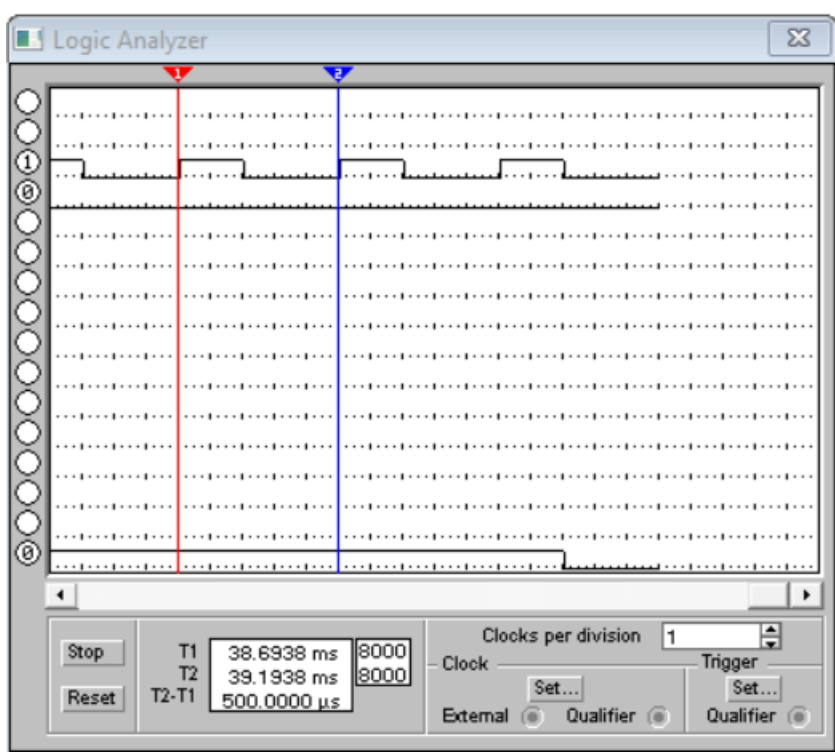 Logic Analyzer
1 2
1
0
0
Clocks per division 1
Stop T1 38.6938 ms 8000 Clock Trigger
T2 39.1938 ms 8000 Set... Set...
Reset T2-T1 500.0000 µs External Qualifier Qualifier